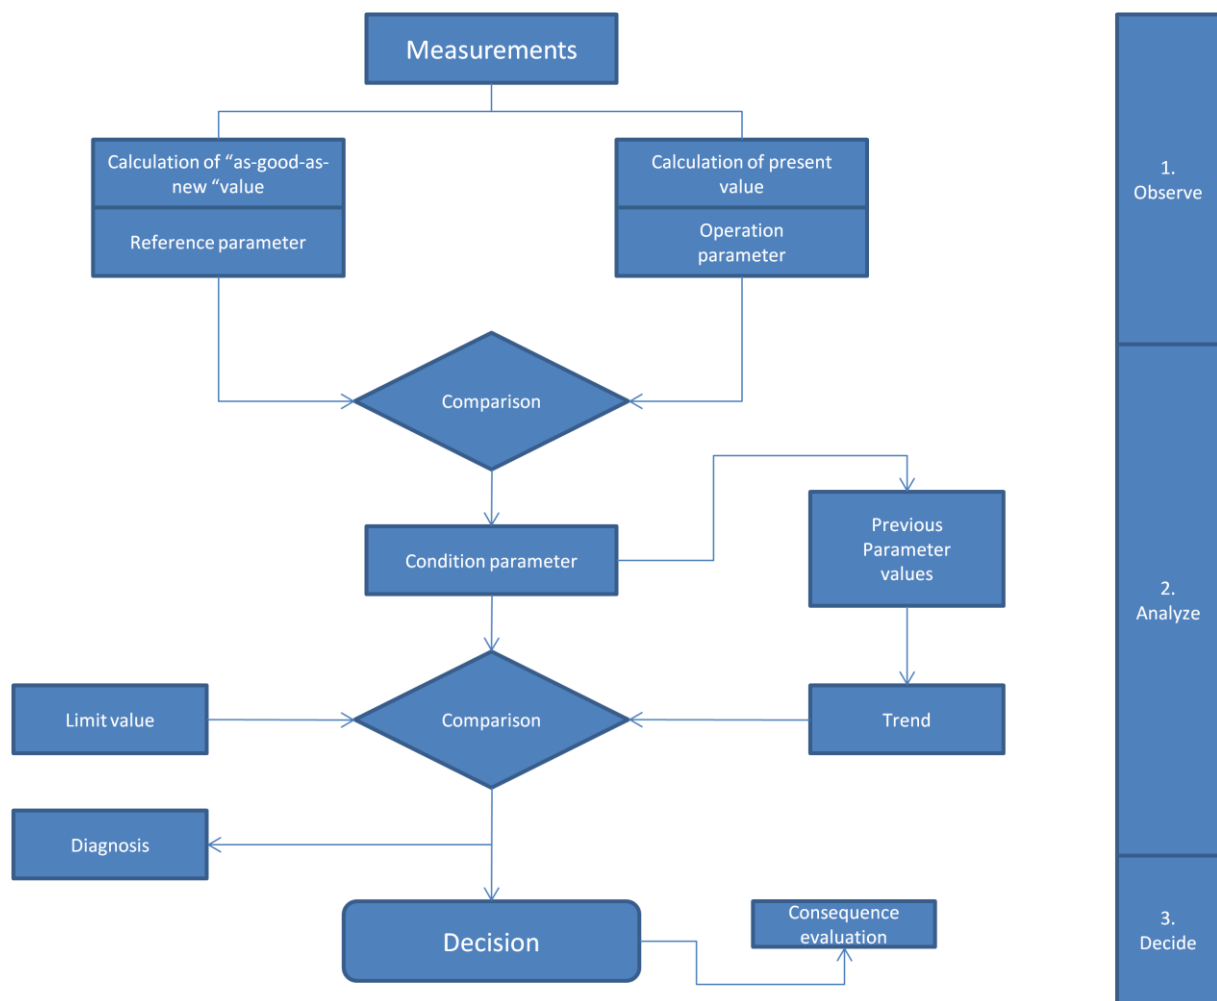 Measurements
Calculation of “as-good-as-
new “value
Reference parameter
Calculation of present
value
Operation
parameter
Comparison
Condition parameter
Previous
Parameter
values
Limit value
Comparison
Trend
Diagnosis
Decision
Consequence
evaluation
1.
Observe
2.
Analyze
3.
Decide